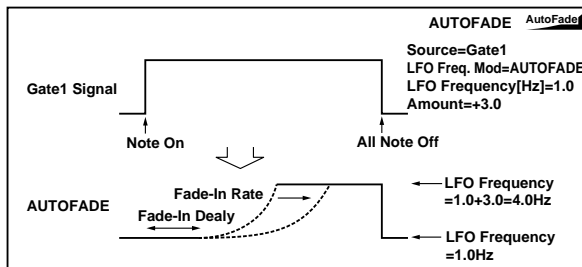 AUTOFADE
AutoFade
Source=Gate1
LFO Freq. Mod=AUTOFADE
LFO Frequency[Hz]=1.0
Amount=+3.0
Gate1 Signal
Note On
All Note Off
Fade-In Rate
LFO Frequency
=1.0+3.0=4.0Hz
AUTOFADE
Fade-In Dealy
LFO Frequency
=1.0Hz